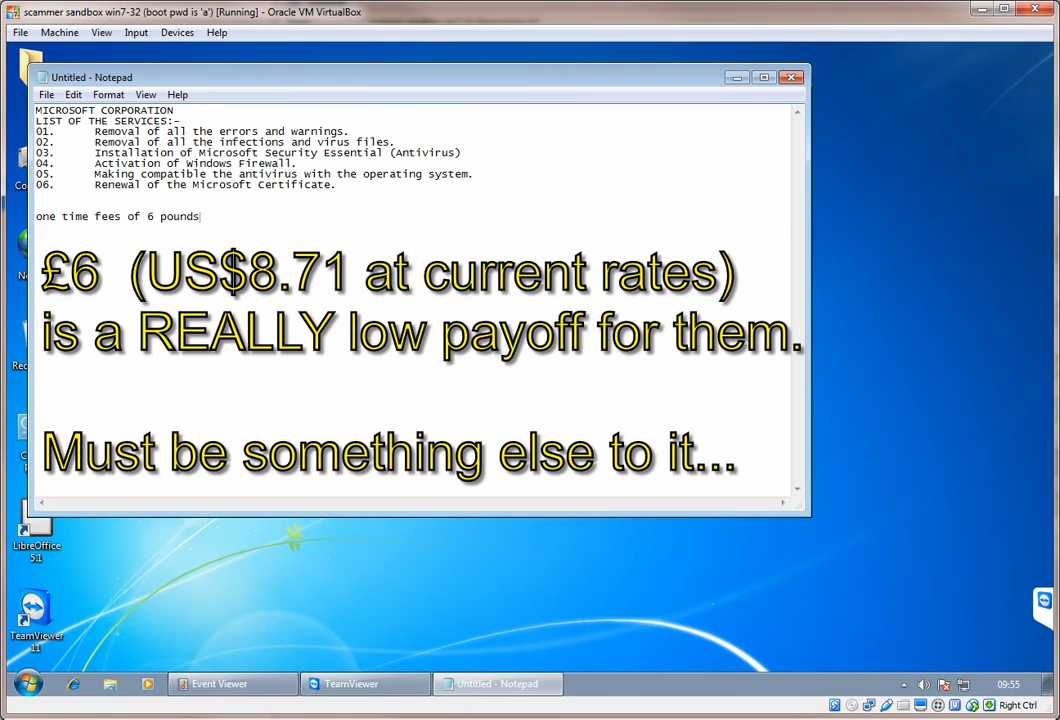 scammer sandbox win7-32 (boot pwd is 'a') [Running] - Oracle VM VirtualBox
File Machine View Input Devices Help
Untitled - Notepad
File Edit Format View Help
MICROSOFT CORPORATION
LIST OF THE SERVICES:-
01. Removal of all the errors and warnings.
02. Removal of all the infections and virus files.
03. Installation of Microsoft Security Essential (Antivirus)
04. Activation of Windows Firewall.
05. Making compatible the antivirus with the operating system.
06. Renewal of the Microsoft Certificate.
one time fees of 6 pounds
£6 (US$8.71 at current rates)
is a REALLY low payoff for them.
Must be something else to it...
LibreOffice
5.1
TeamViewer
11
Event Viewer
TeamViewer
Untitled - Notepad
09:55
Right Ctrl